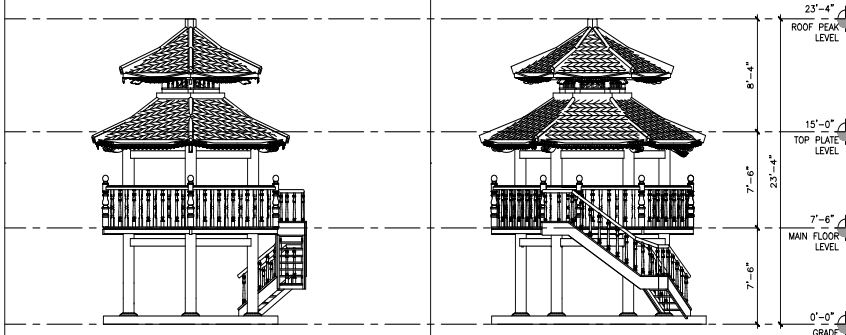 23'-4"
ROOF PEAK
LEVEL
8'-4"
15'-0"
TOP PLATE
LEVEL
7'-6"
23'-4"
7'-6"
MAIN FLOOR
LEVEL
7'-6"
0'-0"
GRADE